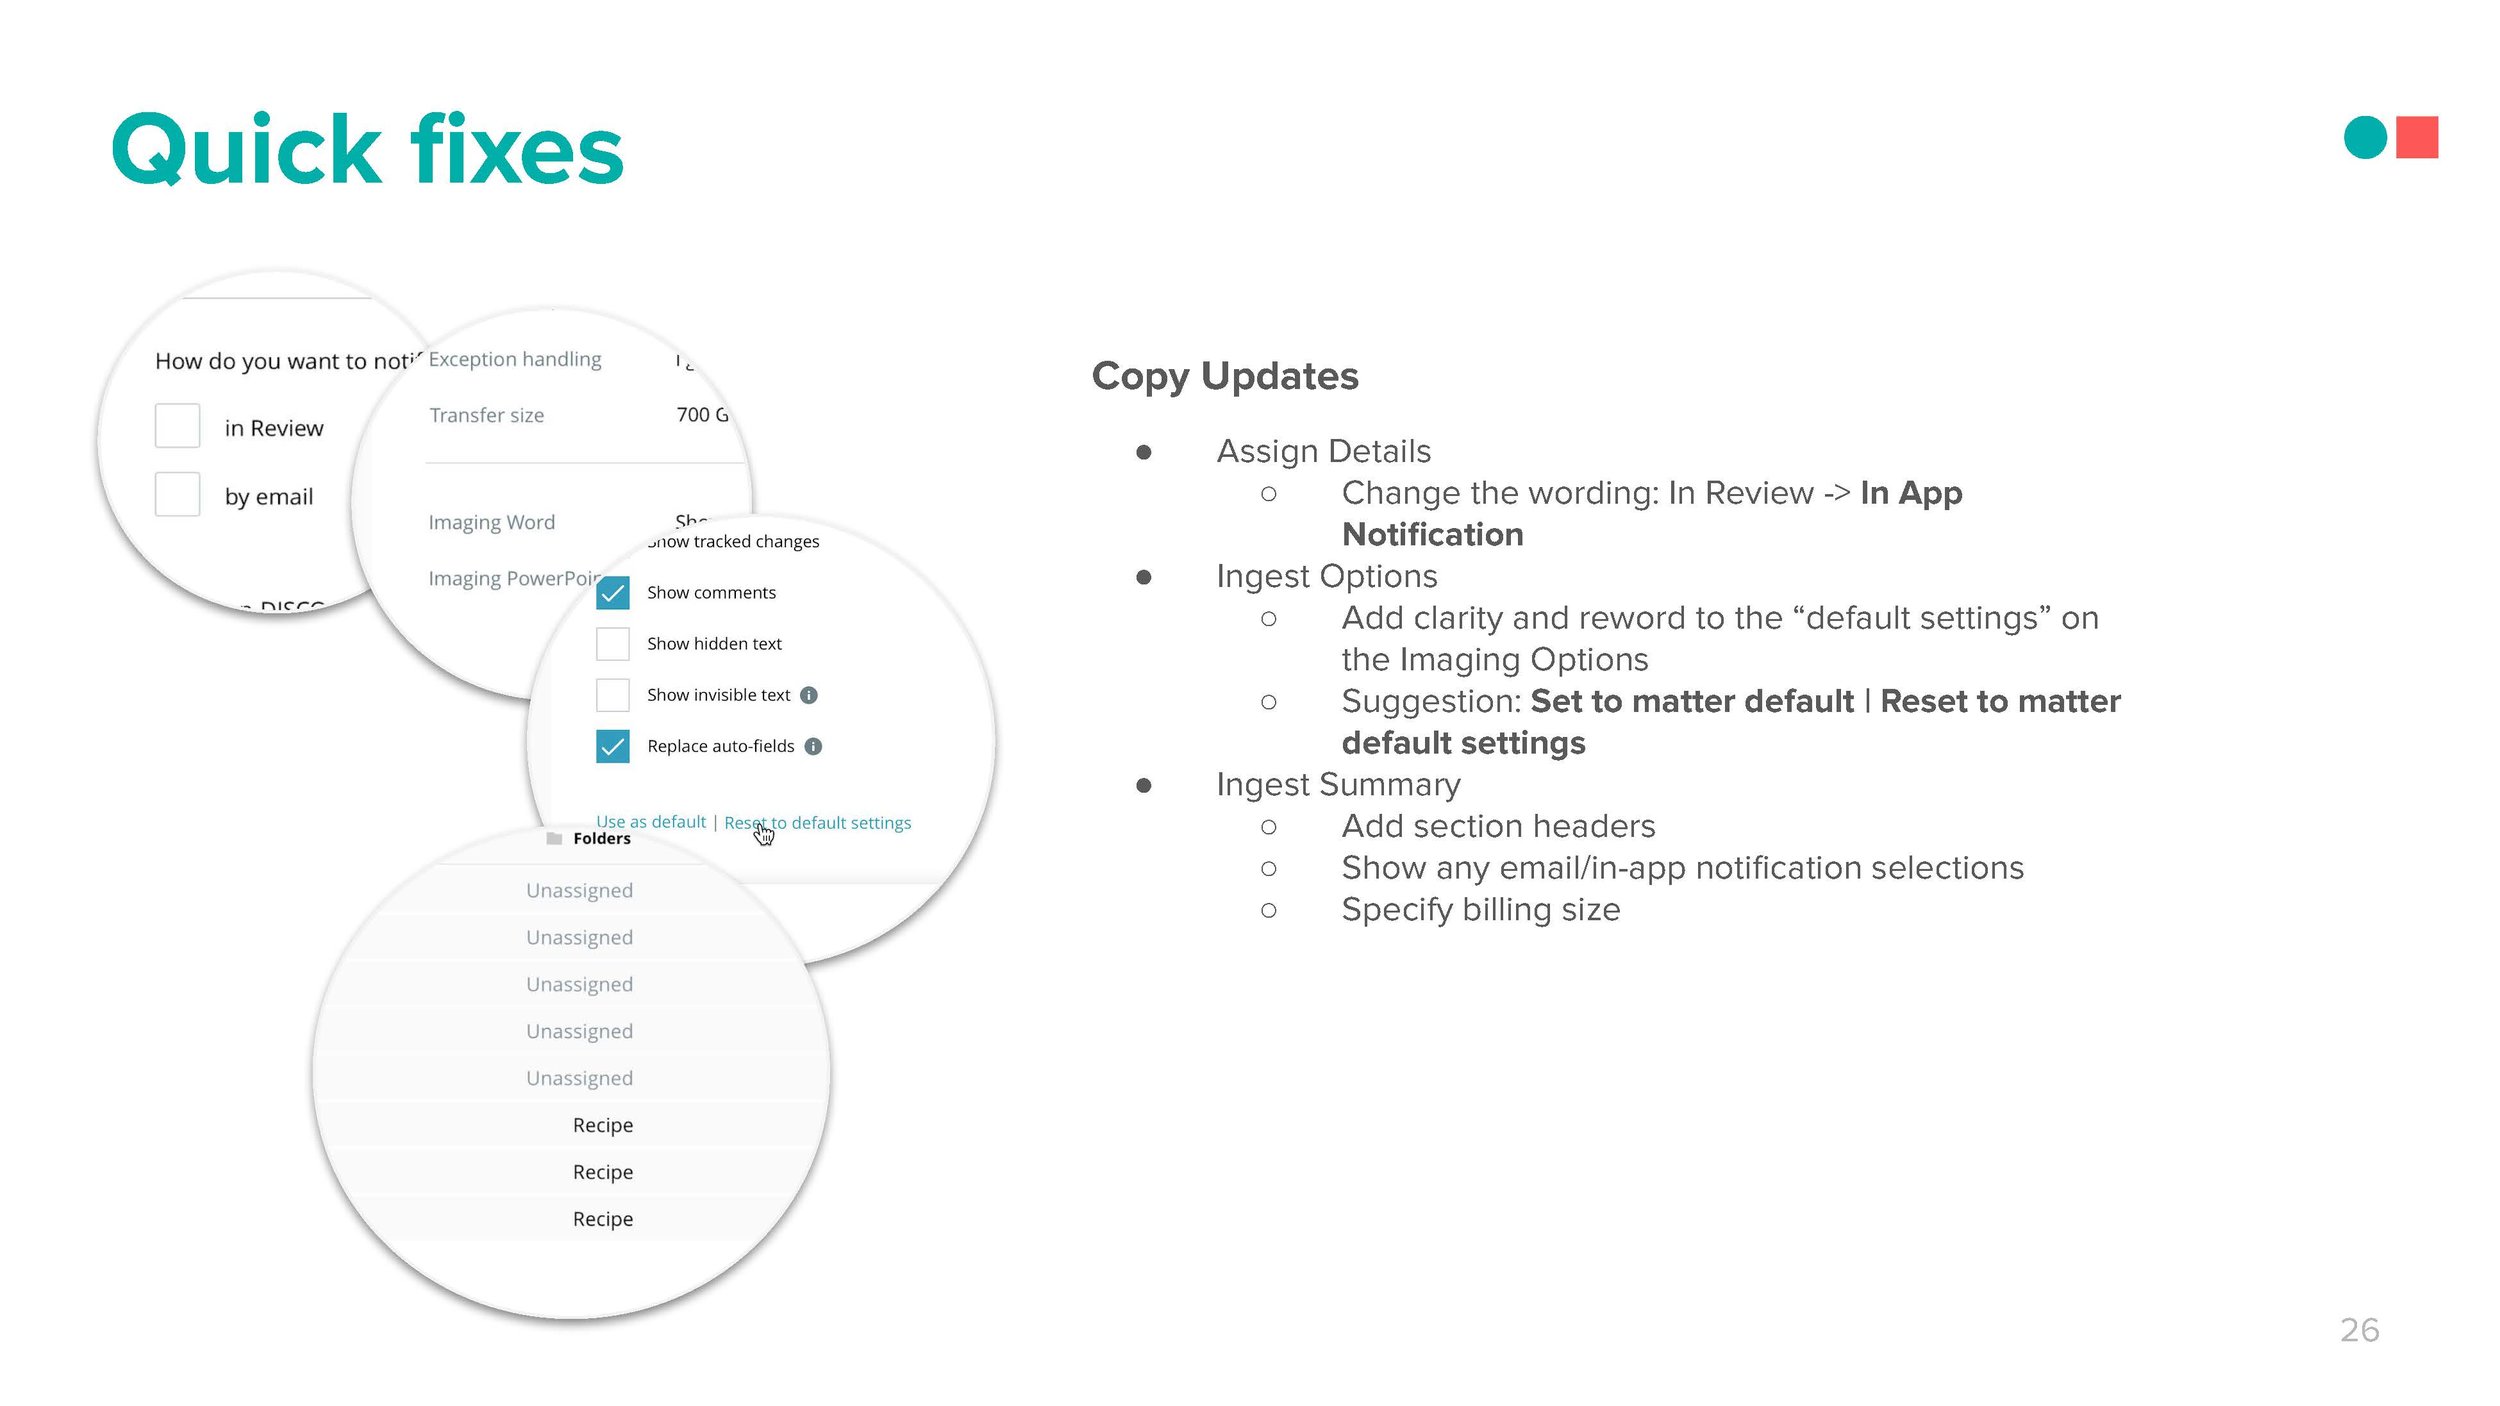 Quick fixes
How do you want to
in Review
by email
DISCO
Exception handling
Transfer size
700 G
Imaging Word
Imaging
Show tracked changes
Show comments
Show hidden text
Show invisible text
Replace auto-fields
Use as default | Reset to default settings
Folders
Unassigned
Unassigned
Unassigned
Unassigned
Unassigned
Recipe
Recipe
Recipe
Copy Updates
● Assign Details
○ Change the wording: In Review -> In App
Notification
● Ingest Options
○ Add clarity and reword to the “default settings” on
the Imaging Options
○ Suggestion: Set to matter default | Reset to matter
default settings
● Ingest Summary
○ Add section headers
○ Show any email/in-app notification selections
○ Specify billing size
26